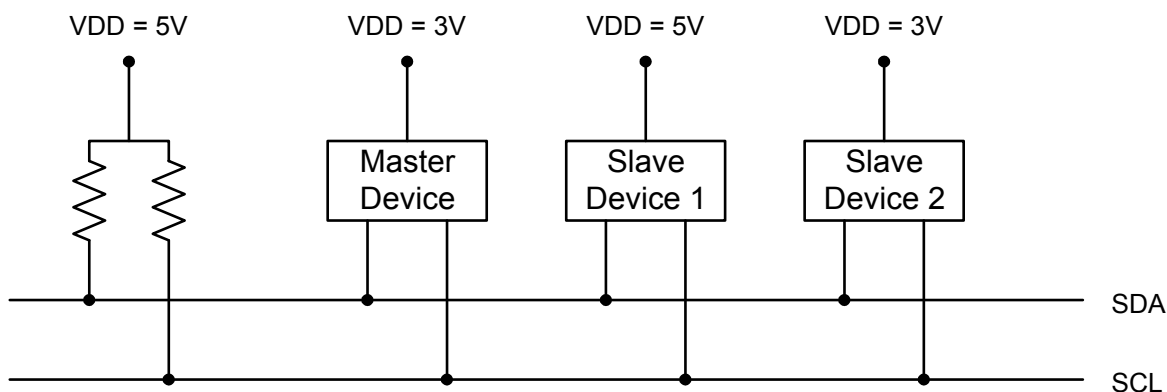 VDD = 5V
VDD = 3V
VDD = 5V
VDD = 3V
Master
Device
Slave
Device 1
Slave
Device 2
SDA
SCL